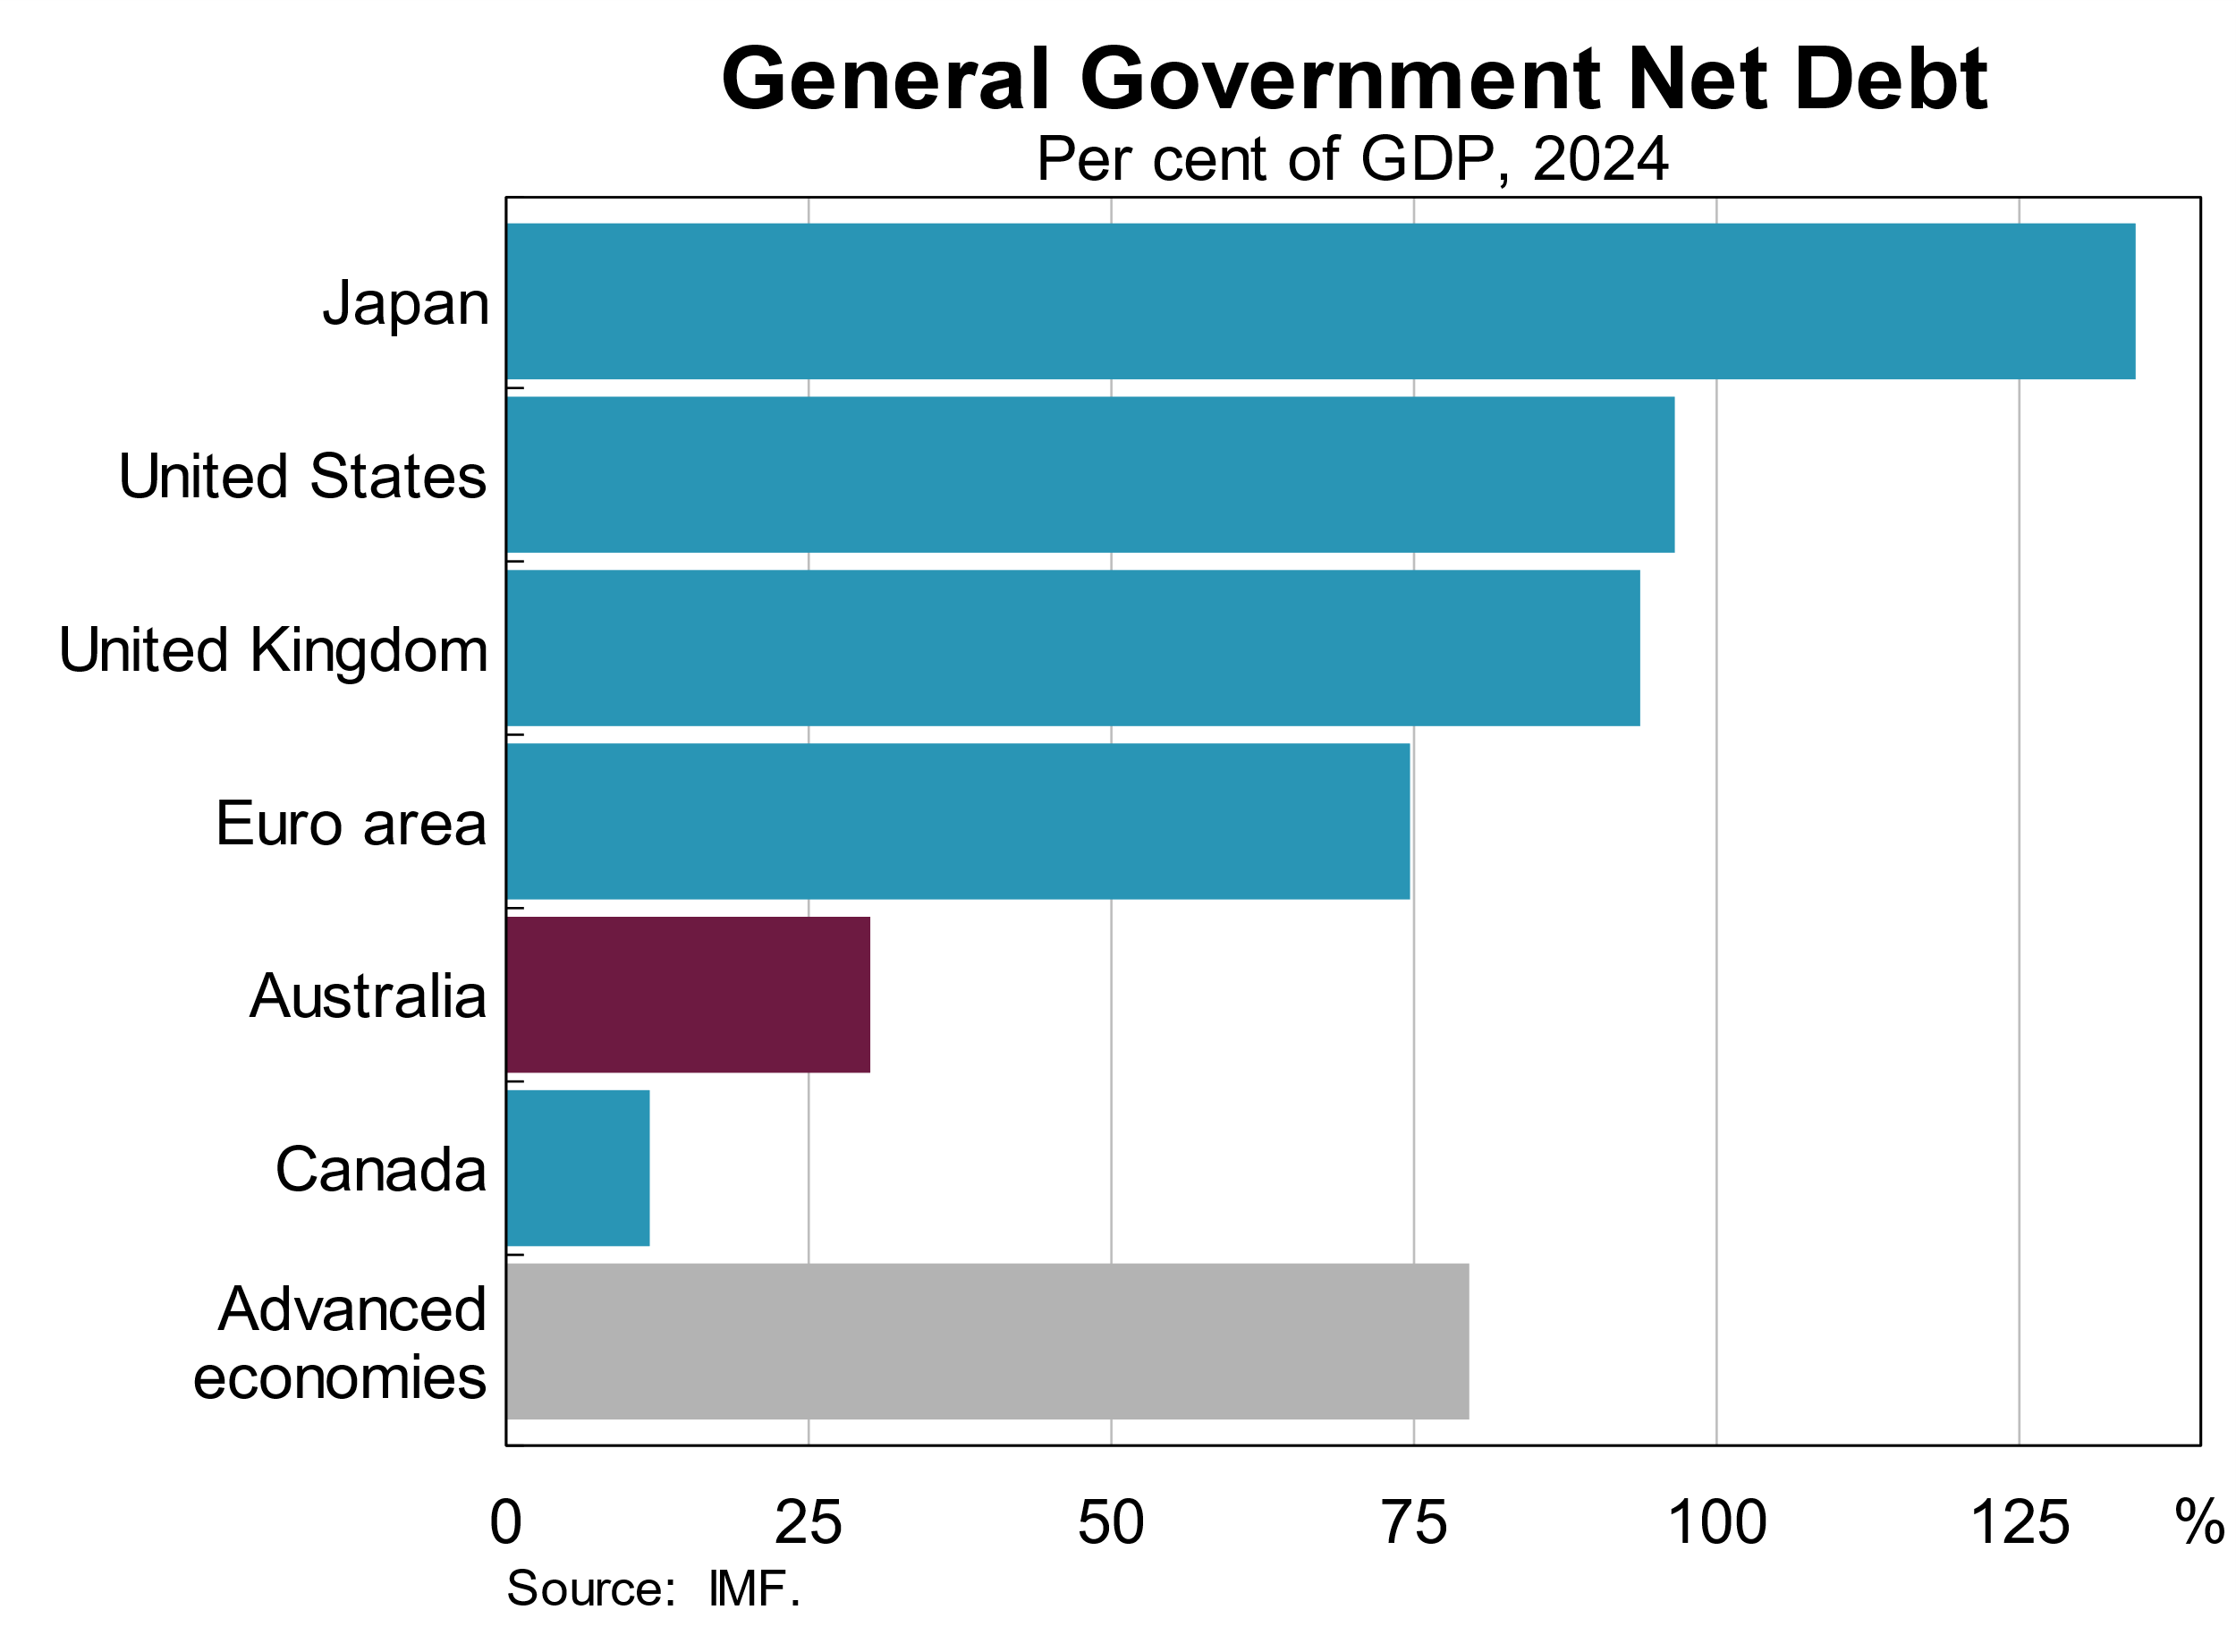 General Government Net Debt
Per cent of GDP, 2024
Japan
United States
United Kingdom
Euro area
Australia
Canada
Advanced
economies
0 25 50 75 100 125 %
Source: IMF.